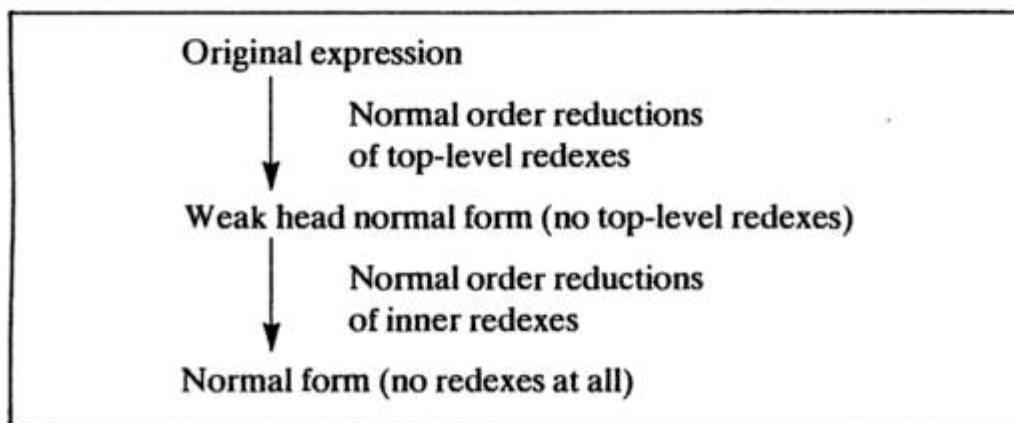 Original expression
Normal order reductions
of top-level redexes
Weak head normal form (no top-level redexes)
Normal order reductions
of inner redexes
Normal form (no redexes at all)